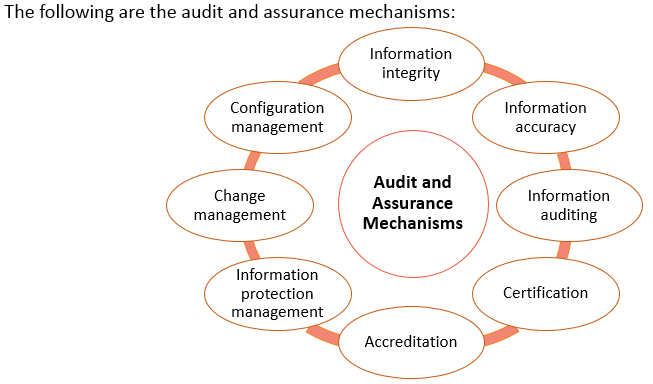 The following are the audit and assurance mechanisms:
Information
integrity
Information
accuracy
Information
auditing
Certification
Accreditation
Information
protection
management
Change
management
Configuration
management
Audit and
Assurance
Mechanisms